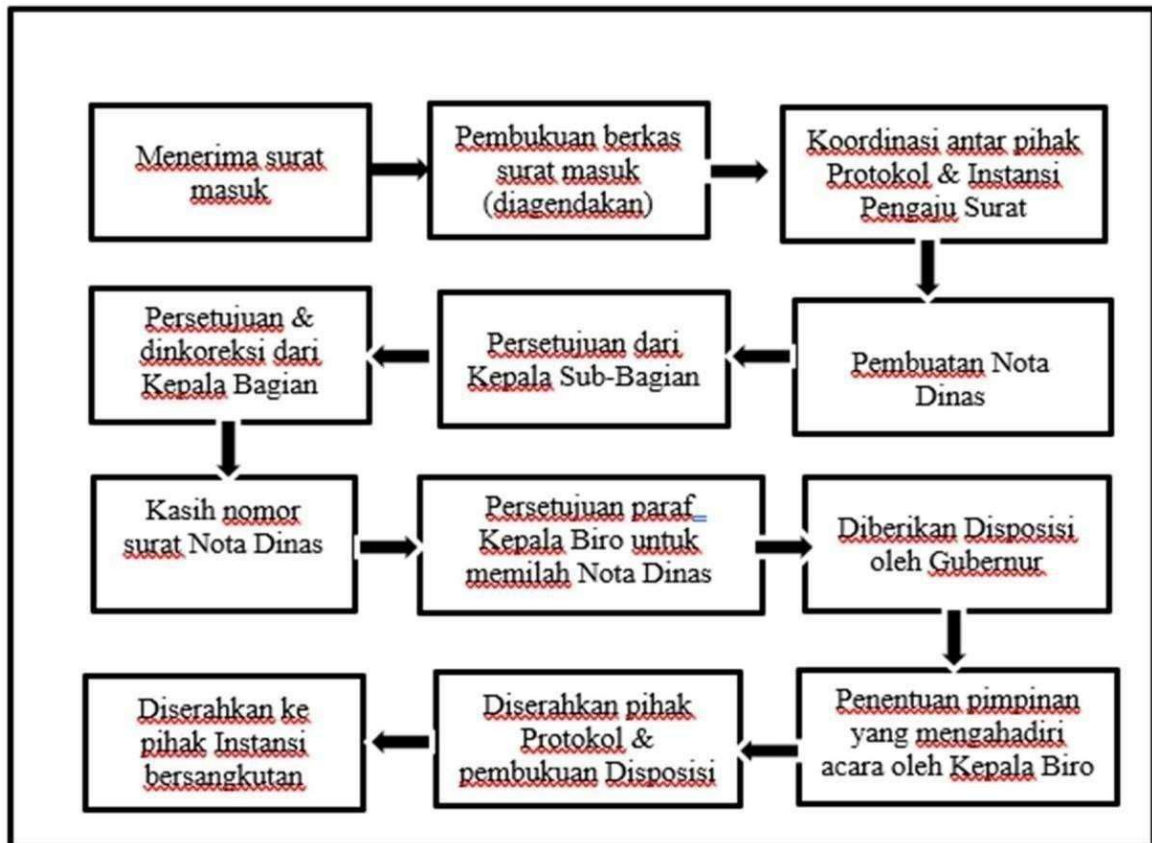 Menerima surat
masuk
Pembukuan berkas
surat masuk
(diagendakan)
Koordinasi antar pihak
Protokol & Instansi
Pengaju Surat
Pembuatan Nota
Dinas
Persetujuan dari
Kepala Sub-Bagian
Persetujuan &
dinkoreksi dari
Kepala Bagian
Kasih nomor
surat Nota Dinas
Persetujuan paraf
Kepala Biro untuk
memilah Nota Dinas
Diberikan Disposisi
oleh Gubernur
Penentuan pimpinan
yang mengahadiri
acara oleh Kepala Biro
Diserahkan pihak
Protokol &
pembukuan Disposisi
Diserahkan ke
pihak Instansi
bersangkutan